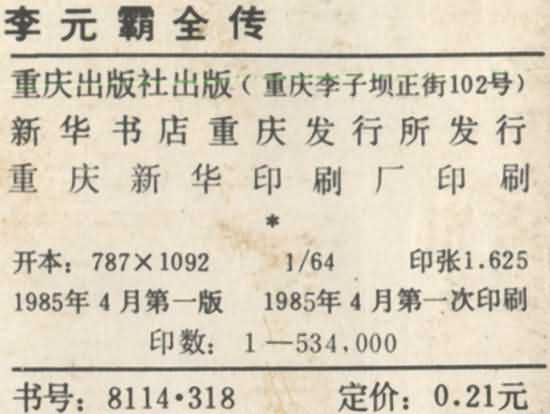 李元霸全传
重庆出版社出版（重庆李子坝正街102号）
新华书店重庆发行所发行
重庆新华印刷厂印刷
*
开本：787×1092 1/64 印张1.625
1985年4月第一版 1985年4月第一次印刷
印数：1—534,000
书号：8114·318 定价：0.21元